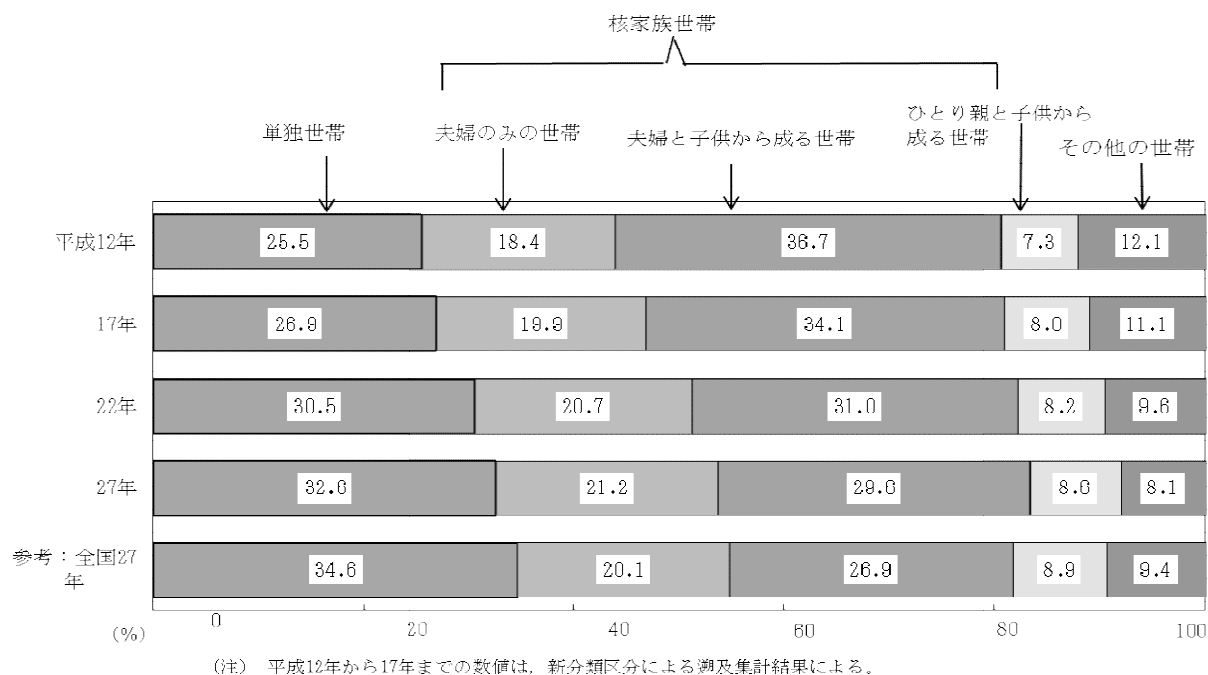 核家族世帯
単独世帯
夫婦のみの世帯
夫婦と子供から成る世帯
ひとり親と子供から
成る世帯
その他の世帯
平成12年 25.5 18.4 36.7 7.3 12.1
17年 26.9 19.9 34.1 8.0 11.1
22年 30.5 20.7 31.0 8.2 9.6
27年 32.6 21.2 29.6 8.6 8.1
参考：全国27
年
34.6 20.1 26.9 8.9 9.4
(%) 0 20 40 60 80 100
(注) 平成12年から17年までの数値は，新分類区分による遡及集計結果による。